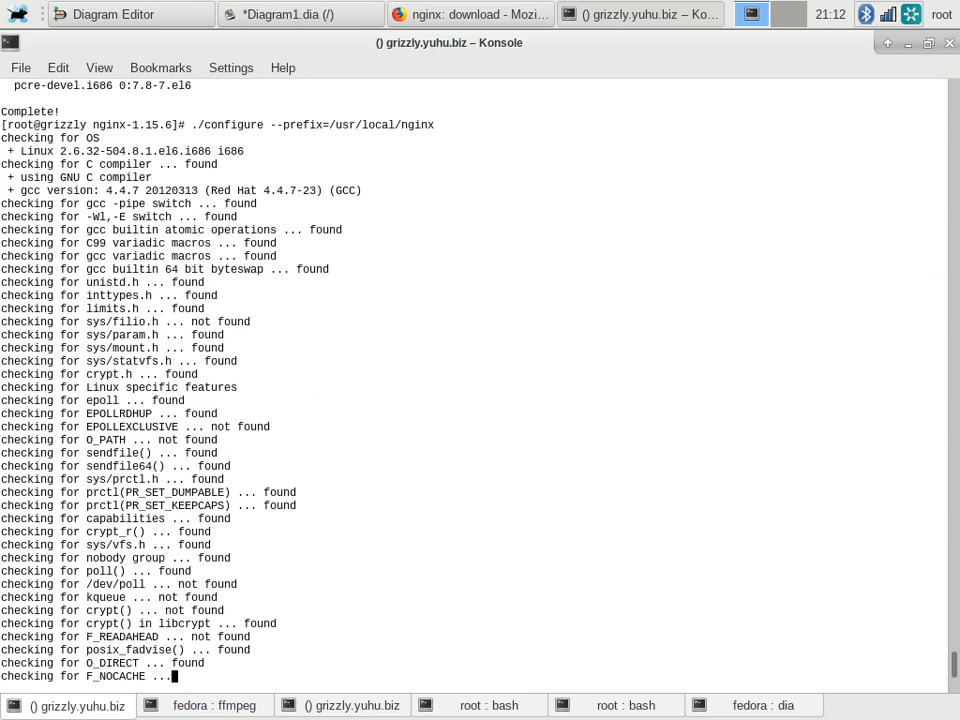 Diagram Editor
*Diagram1.dia (/)
nginx: download - Mozi...
() grizzly.yuhu.biz – Ko...
21:12
root
() grizzly.yuhu.biz – Konsole
File Edit View Bookmarks Settings Help
pcre-devel.i686 0:7.8-7.el6
Complete!
[root@grizzly nginx-1.15.6]# ./configure --prefix=/usr/local/nginx
checking for OS
+ Linux 2.6.32-504.8.1.el6.i686 i686
checking for C compiler ... found
+ using GNU C compiler
+ gcc version: 4.4.7 20120313 (Red Hat 4.4.7-23) (GCC)
checking for gcc -pipe switch ... found
checking for -Wl,-E switch ... found
checking for gcc builtin atomic operations ... found
checking for C99 variadic macros ... found
checking for gcc variadic macros ... found
checking for gcc builtin 64 bit byteswap ... found
checking for unistd.h ... found
checking for inttypes.h ... found
checking for limits.h ... found
checking for sys/filio.h ... not found
checking for sys/param.h ... found
checking for sys/mount.h ... found
checking for sys/statvfs.h ... found
checking for crypt.h ... found
checking for Linux specific features
checking for epoll ... found
checking for EPOLLRDHUP ... found
checking for EPOLLEXCLUSIVE ... not found
checking for O_PATH ... not found
checking for sendfile() ... found
checking for sendfile64() ... found
checking for sys/prctl.h ... found
checking for prctl(PR_SET_DUMPABLE) ... found
checking for prctl(PR_SET_KEEPCAPS) ... found
checking for capabilities ... found
checking for crypt_r() ... found
checking for sys/vfs.h ... found
checking for nobody group ... found
checking for poll() ... found
checking for /dev/poll ... not found
checking for kqueue ... not found
checking for crypt() ... not found
checking for crypt() in libcrypt ... found
checking for F_READAHEAD ... not found
checking for posix_fadvise() ... found
checking for O_DIRECT ... found
checking for F_NOCACHE ...
() grizzly.yuhu.biz
fedora : ffmpeg
() grizzly.yuhu.biz
root : bash
root : bash
fedora : dia